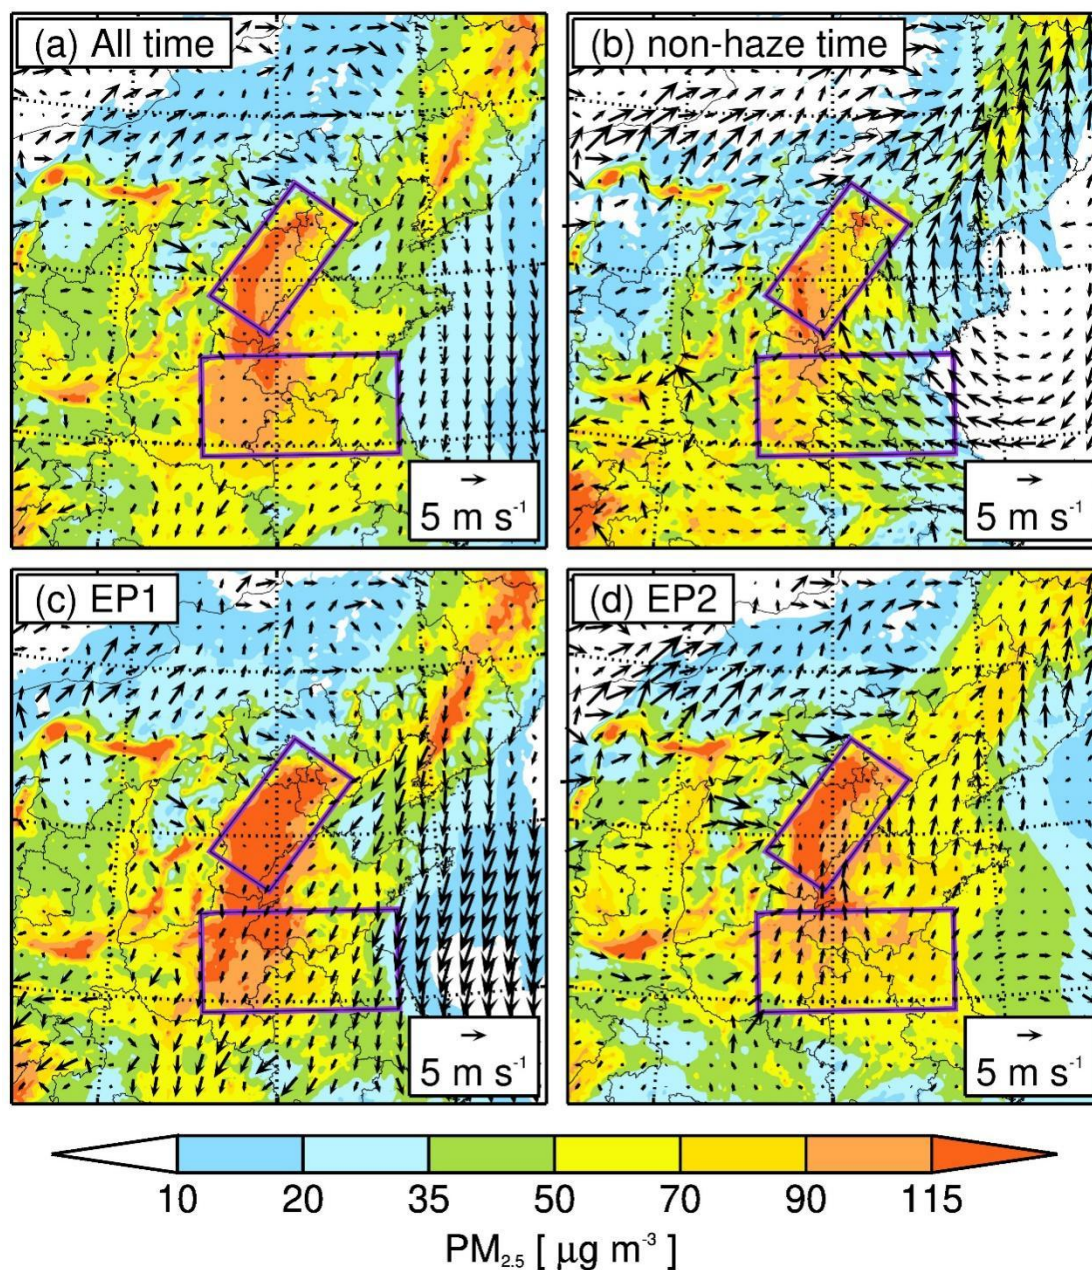 (a) All time
(b) non-haze time
5 m s⁻¹
5 m s⁻¹
(c) EP1
(d) EP2
5 m s⁻¹
5 m s⁻¹
10 20 35 50 70 90 115
PM₂.₅ [ μg m⁻³ ]